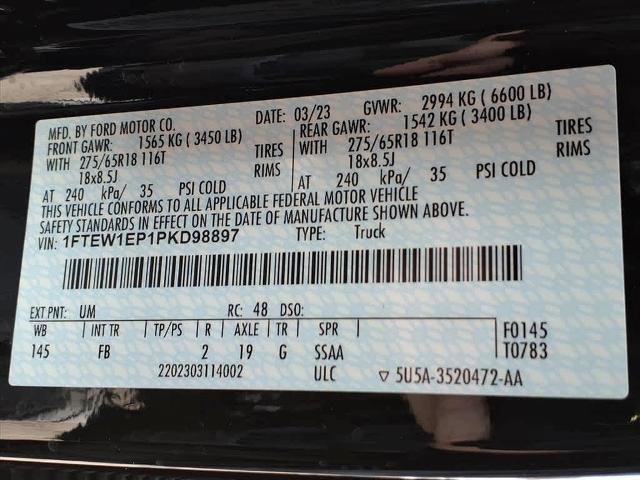 MFD. BY FORD MOTOR CO. DATE: 03/23 GVWR: 2994 KG ( 6600 LB)
FRONT GAWR: 1565 KG ( 3450 LB) REAR GAWR: 1542 KG ( 3400 LB)
WITH 275/65R18 116T TIRES WITH 275/65R18 116T TIRES
18x8.5J RIMS 18x8.5J RIMS
AT 240 kPa/ 35 PSI COLD AT 240 kPa/ 35 PSI COLD
THIS VEHICLE CONFORMS TO ALL APPLICABLE FEDERAL MOTOR VEHICLE
SAFETY STANDARDS IN EFFECT ON THE DATE OF MANUFACTURE SHOWN ABOVE.
VIN: 1FTEW1EP1PKD98897 TYPE: Truck
EXT PNT: UM RC: 48 DSO:
WB INT TR TP/PS R AXLE TR SPR F0145
145 FB 2 19 G SSAA T0783
2202303114002 ULC ▽ 5U5A-3520472-AA